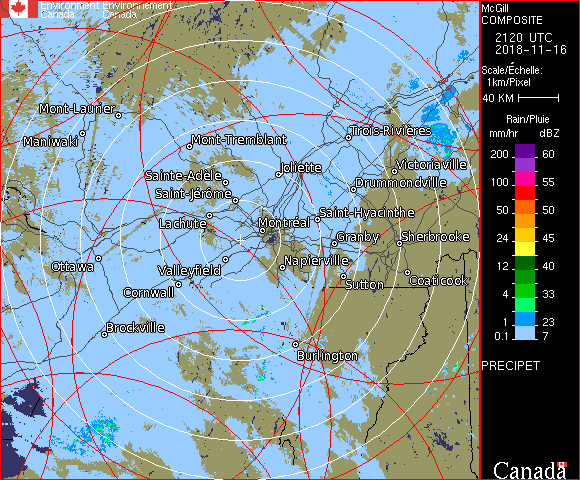 Environment Environnement
Canada Canada
McGill
COMPOSITE
2120 UTC
2018-11-16
Scale/Échelle:
1km/Pixel
40 KM
Rain/Pluie
mm/hr dBZ
200 60
100 55
50 50
24 45
12 40
4 33
1 23
0.1 7
PRECIPET
Canada
Mont-Laurier
Maniwaki
Mont-Tremblant
Trois-Rivières
Sainte-Adèle
Joliette
Victoriaville
Saint-Jérôme
Drummondville
Lachute
Montréal
Saint-Hyacinthe
Granby
Sherbrooke
Ottawa
Valleyfield
Napierville
Cornwall
Sutton
Coaticook
Brockville
Burlington